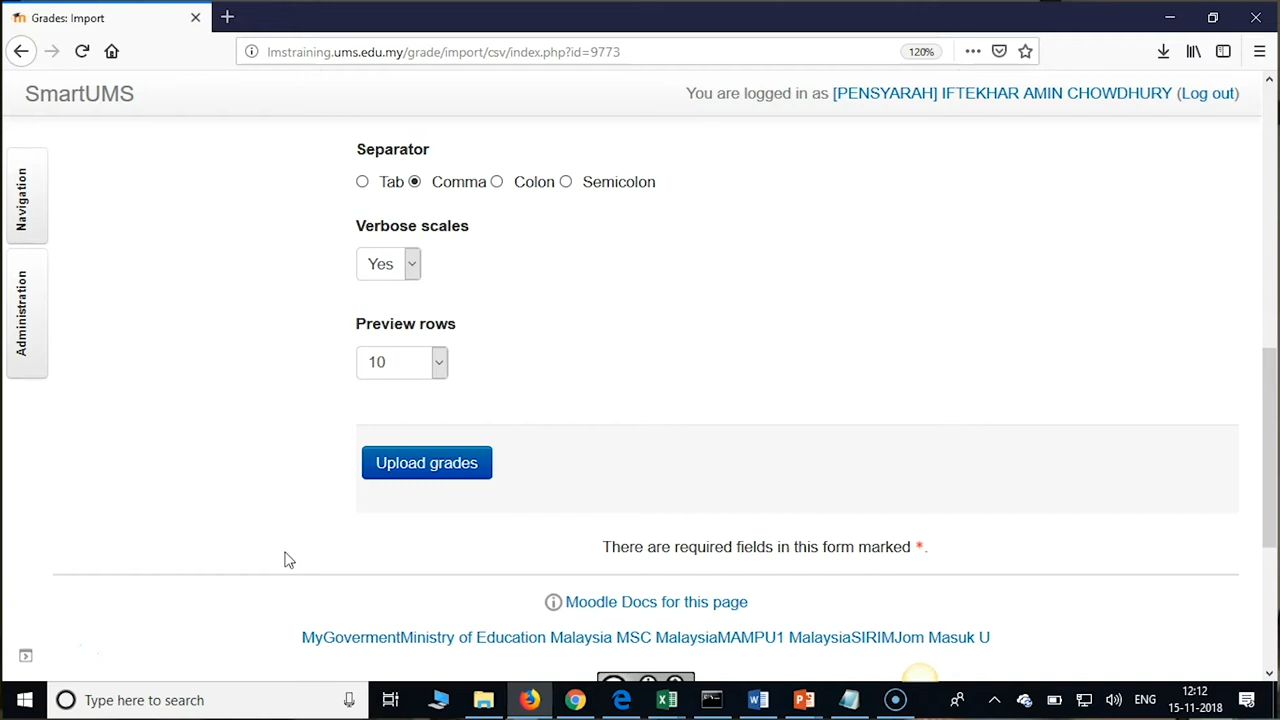 Grades: Import
lmstraining.ums.edu.my/grade/import/csv/index.php?id=9773
120%
SmartUMS
You are logged in as [PENSYARAH] IFTEKHAR AMIN CHOWDHURY (Log out)
Navigation
Administration
Separator
Tab Comma Colon Semicolon
Verbose scales
Yes
Preview rows
10
Upload grades
There are required fields in this form marked *.
Moodle Docs for this page
MyGovermentMinistry of Education Malaysia MSC MalaysiaMAMPU1 MalaysiaSIRIMJom Masuk U
Type here to search
ENG
12:12
15-11-2018